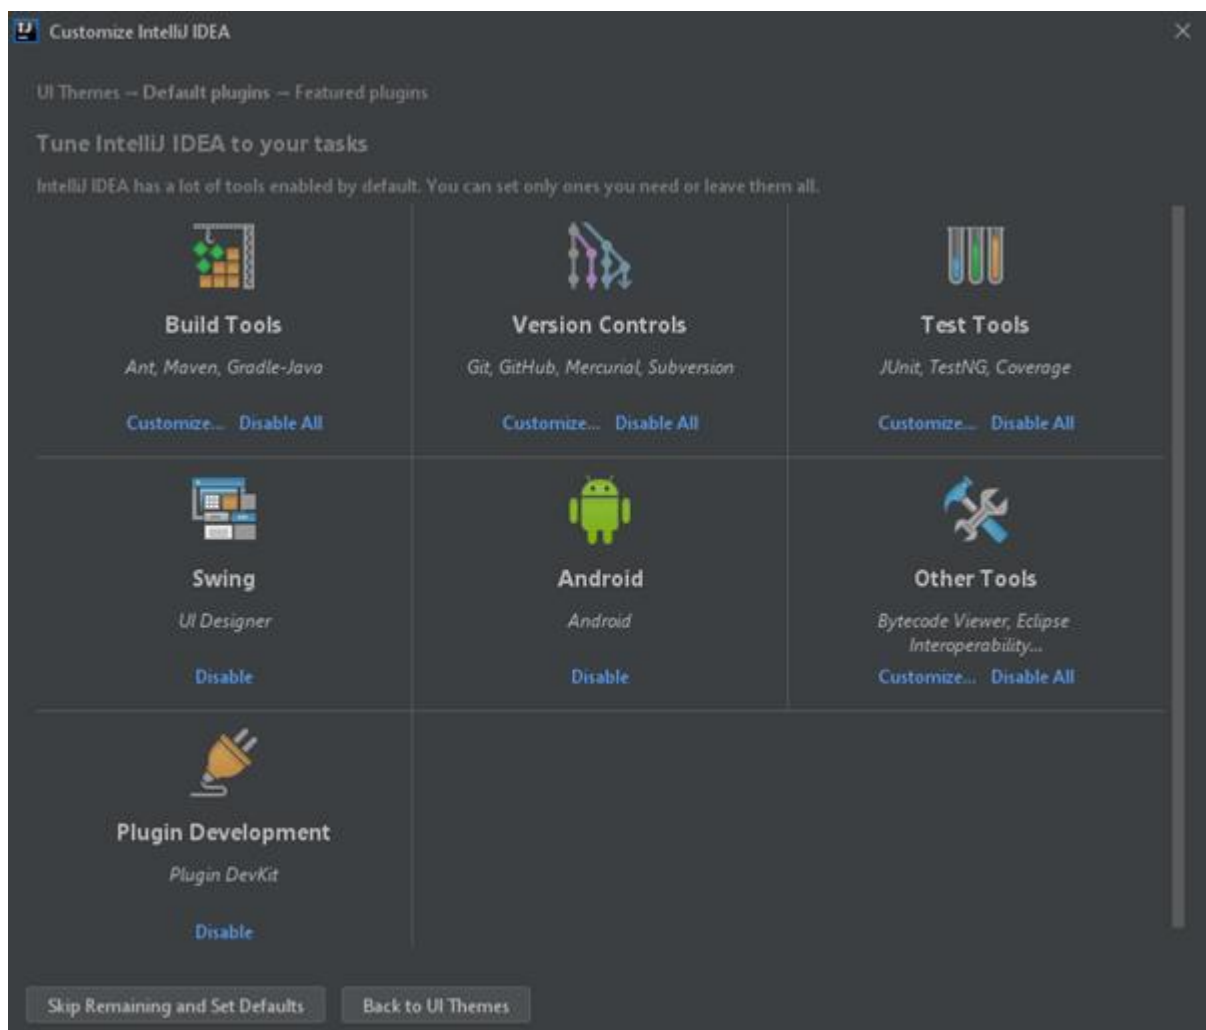 IJ
Customize IntelliJ IDEA
UI Themes — Default plugins — Featured plugins
Tune IntelliJ IDEA to your tasks
IntelliJ IDEA has a lot of tools enabled by default. You can set only ones you need or leave them all.
Build Tools
Ant, Maven, Gradle-Java
Customize... Disable All
Version Controls
Git, GitHub, Mercurial, Subversion
Customize... Disable All
Test Tools
JUnit, TestNG, Coverage
Customize... Disable All
Swing
UI Designer
Disable
Android
Android
Disable
Other Tools
Bytecode Viewer, Eclipse
Interoperability...
Customize... Disable All
Plugin Development
Plugin DevKit
Disable
Skip Remaining and Set Defaults
Back to UI Themes